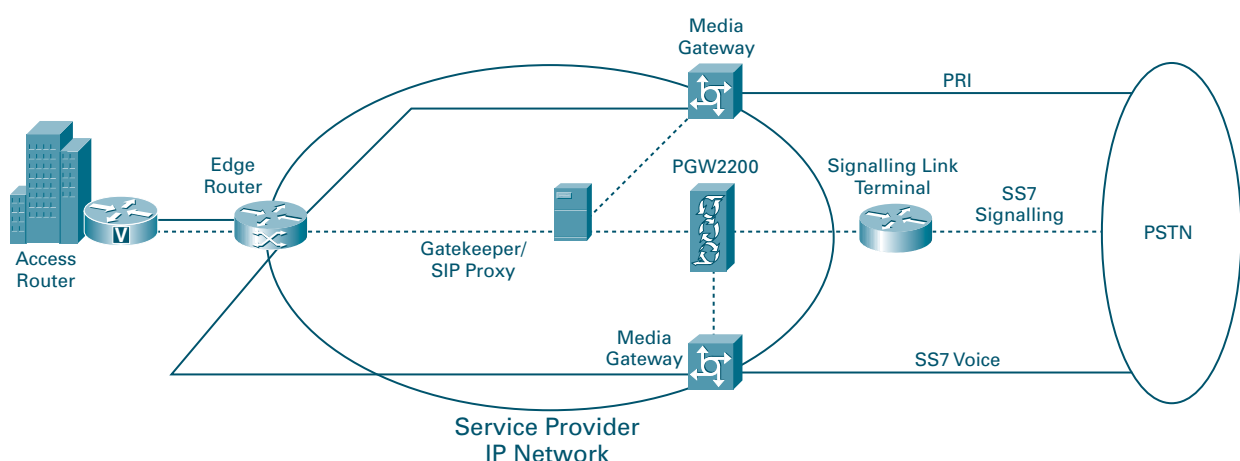 Media
Gateway
PRI
Edge
Router
PGW2200
Signalling Link
Terminal
SS7
Signalling
V
Gatekeeper/
SIP Proxy
PSTN
Access
Router
Media
Gateway
SS7 Voice
Service Provider
IP Network